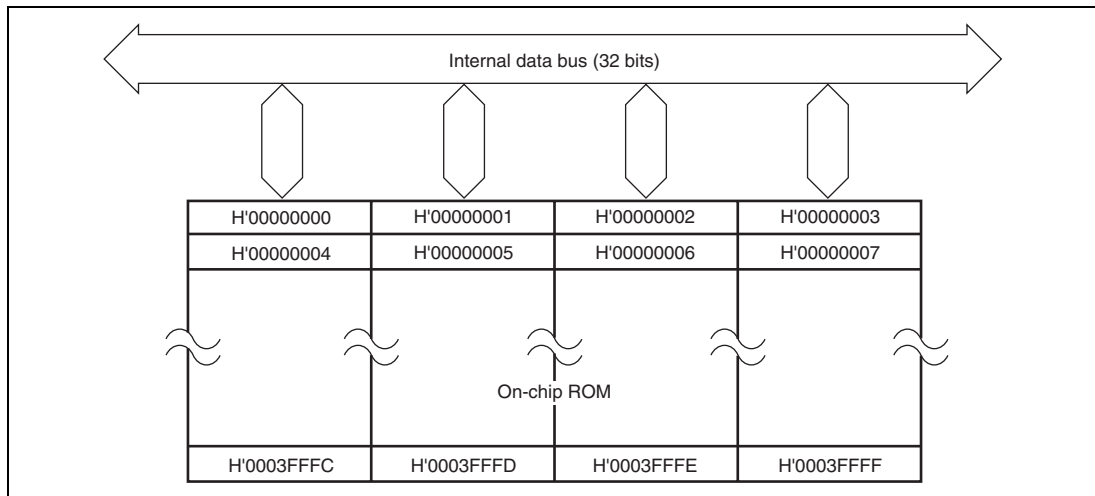 Internal data bus (32 bits)
H'00000000 H'00000001 H'00000002 H'00000003
H'00000004 H'00000005 H'00000006 H'00000007
On-chip ROM
H'0003FFFC H'0003FFFD H'0003FFFE H'0003FFFF